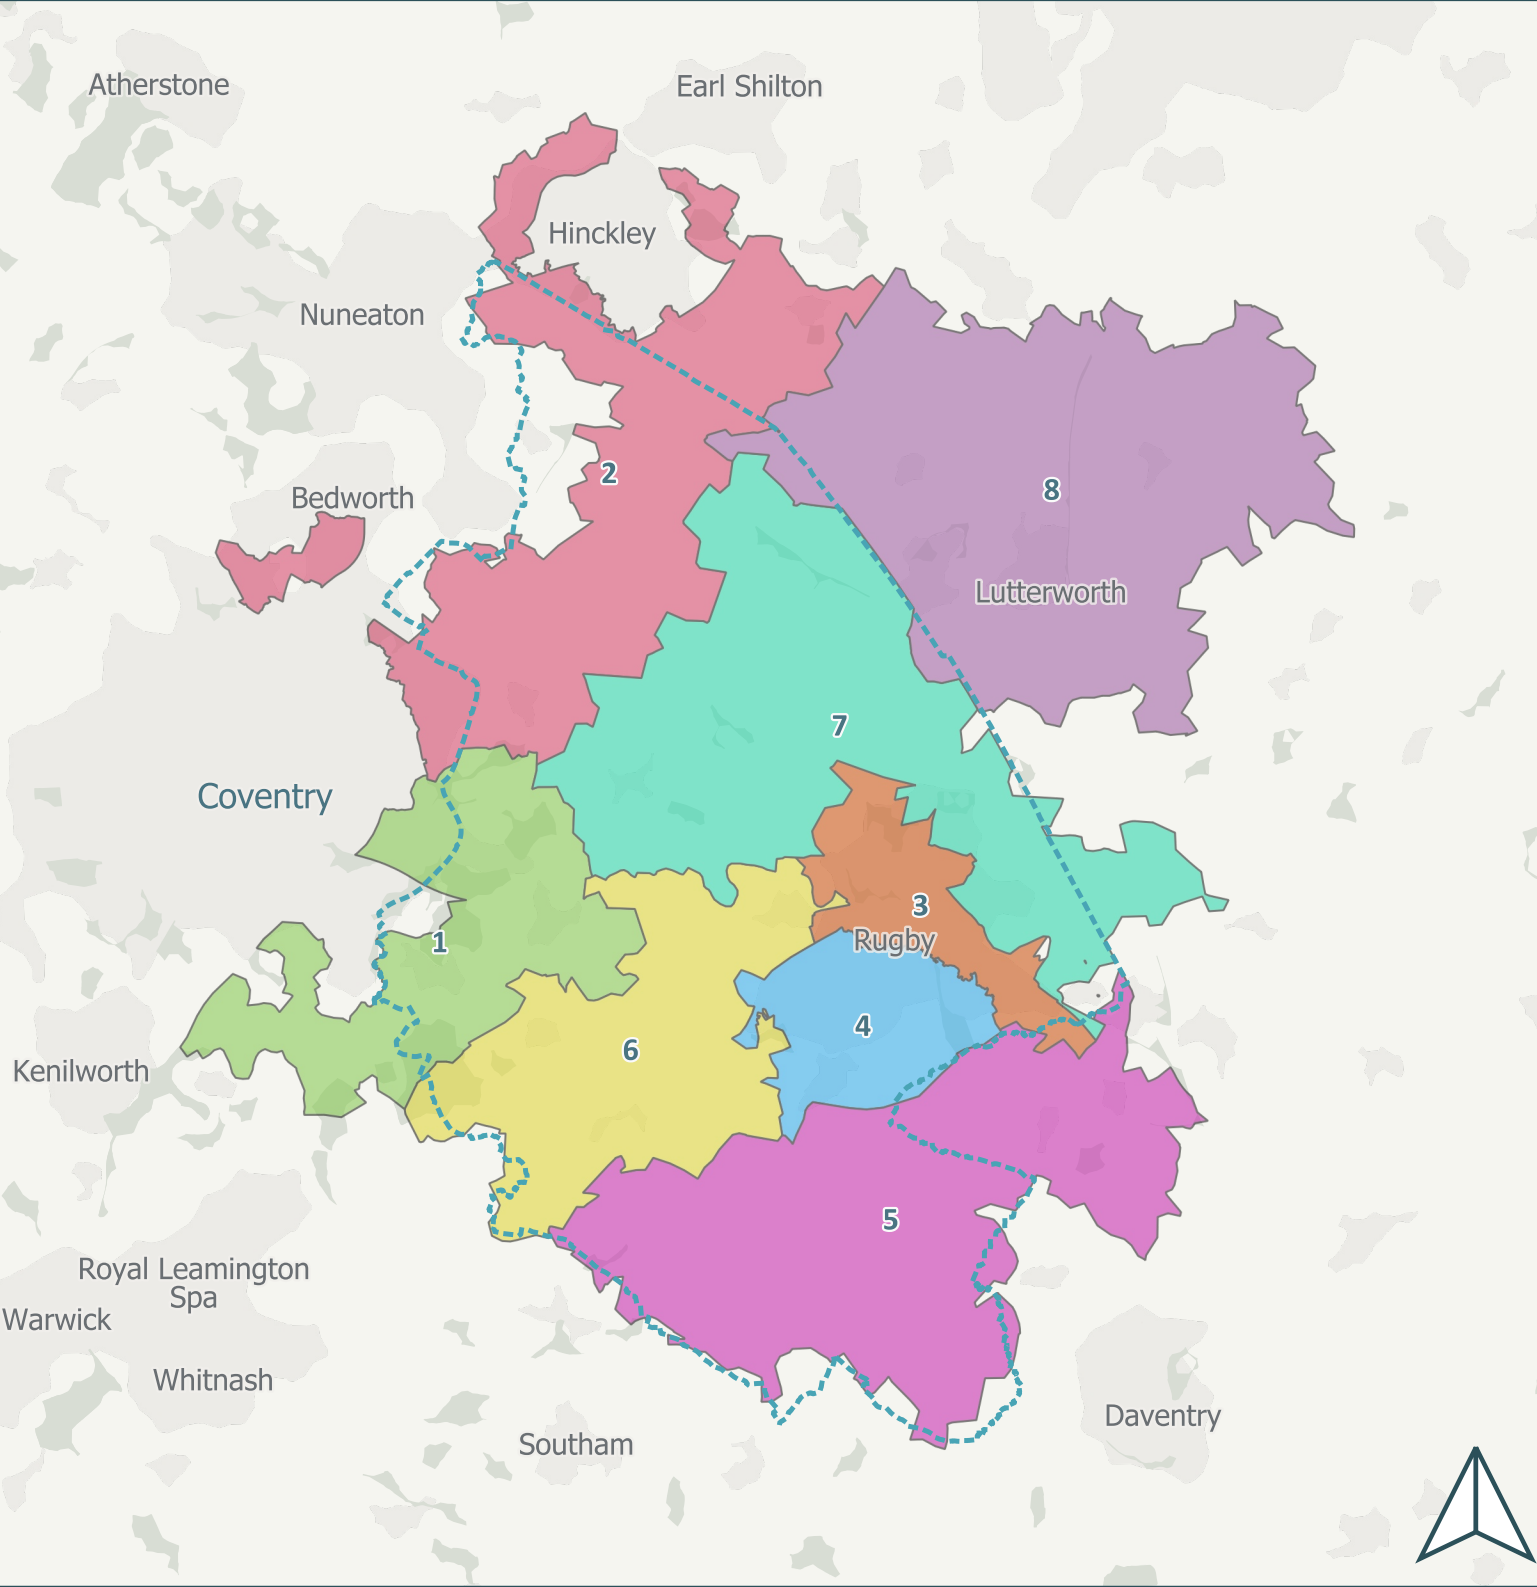 Atherstone
Earl Shilton
Hinckley
Nuneaton
2
Bedworth
8
Lutterworth
7
Coventry
3
1
Rugby
4
6
Kenilworth
5
Royal Leamington
Spa
Warwick
Whitnash
Daventry
Southam